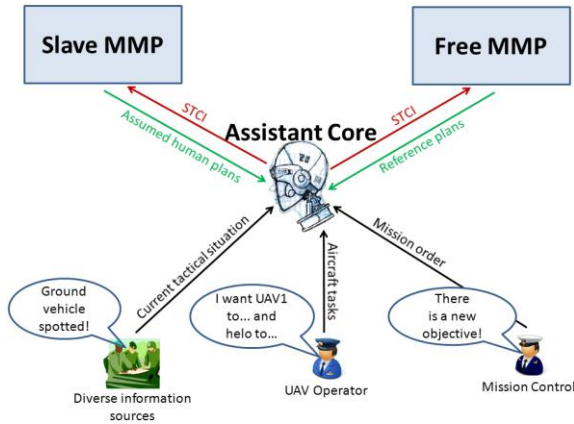 Slave MMP
Free MMP
STCI
STCI
Assumed human plans
Assistant Core
Reference plans
Current tactical situation
Aircraft tasks
Mission order
Ground
vehicle
spotted!
I want UAV1
to... and
helo to...
There
is a new
objective!
Diverse information
sources
UAV Operator
Mission Control